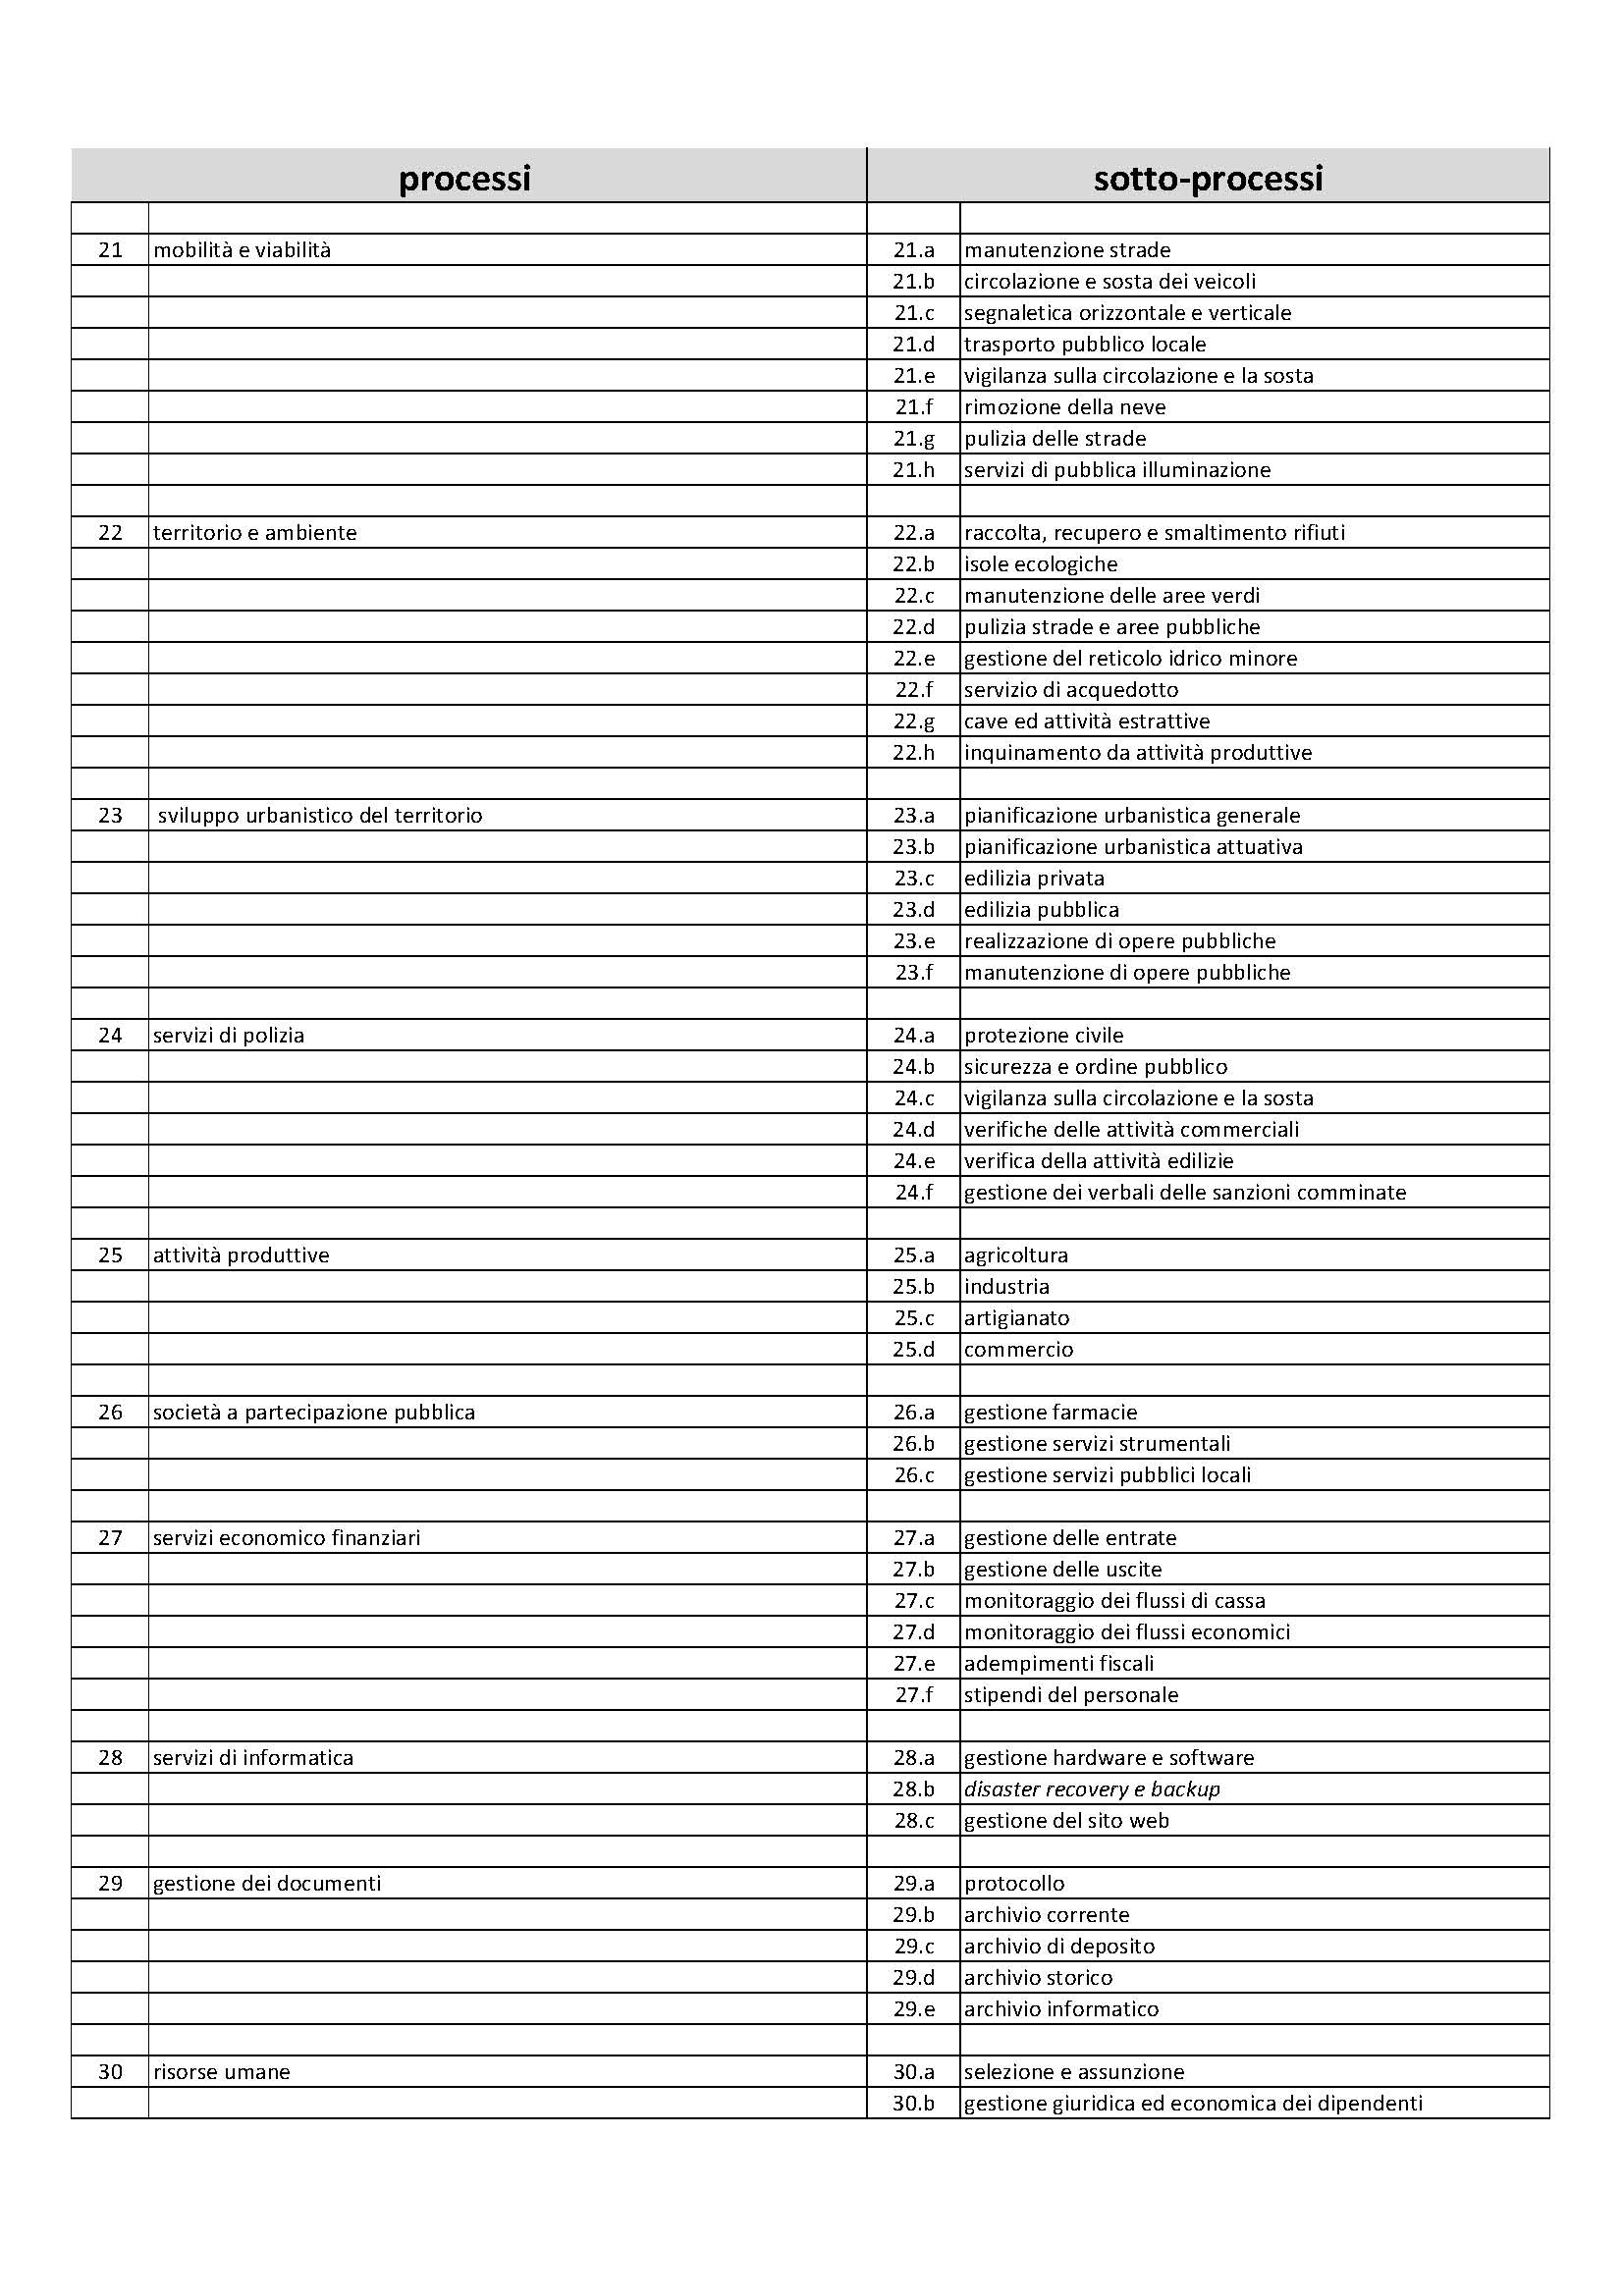 processi sotto-processi
21 mobilità e viabilità 21.a manutenzione strade
21.b circolazione e sosta dei veicoli
21.c segnaletica orizzontale e verticale
21.d trasporto pubblico locale
21.e vigilanza sulla circolazione e la sosta
21.f rimozione della neve
21.g pulizia delle strade
21.h servizi di pubblica illuminazione
22 territorio e ambiente 22.a raccolta, recupero e smaltimento rifiuti
22.b isole ecologiche
22.c manutenzione delle aree verdi
22.d pulizia strade e aree pubbliche
22.e gestione del reticolo idrico minore
22.f servizio di acquedotto
22.g cave ed attività estrattive
22.h inquinamento da attività produttive
23 sviluppo urbanistico del territorio 23.a pianificazione urbanistica generale
23.b pianificazione urbanistica attuativa
23.c edilizia privata
23.d edilizia pubblica
23.e realizzazione di opere pubbliche
23.f manutenzione di opere pubbliche
24 servizi di polizia 24.a protezione civile
24.b sicurezza e ordine pubblico
24.c vigilanza sulla circolazione e la sosta
24.d verifiche delle attività commerciali
24.e verifica della attività edilizie
24.f gestione dei verbali delle sanzioni comminate
25 attività produttive 25.a agricoltura
25.b industria
25.c artigianato
25.d commercio
26 società a partecipazione pubblica 26.a gestione farmacie
26.b gestione servizi strumentali
26.c gestione servizi pubblici locali
27 servizi economico finanziari 27.a gestione delle entrate
27.b gestione delle uscite
27.c monitoraggio dei flussi di cassa
27.d monitoraggio dei flussi economici
27.e adempimenti fiscali
27.f stipendi del personale
28 servizi di informatica 28.a gestione hardware e software
28.b disaster recovery e backup
28.c gestione del sito web
29 gestione dei documenti 29.a protocollo
29.b archivio corrente
29.c archivio di deposito
29.d archivio storico
29.e archivio informatico
30 risorse umane 30.a selezione e assunzione
30.b gestione giuridica ed economica dei dipendenti